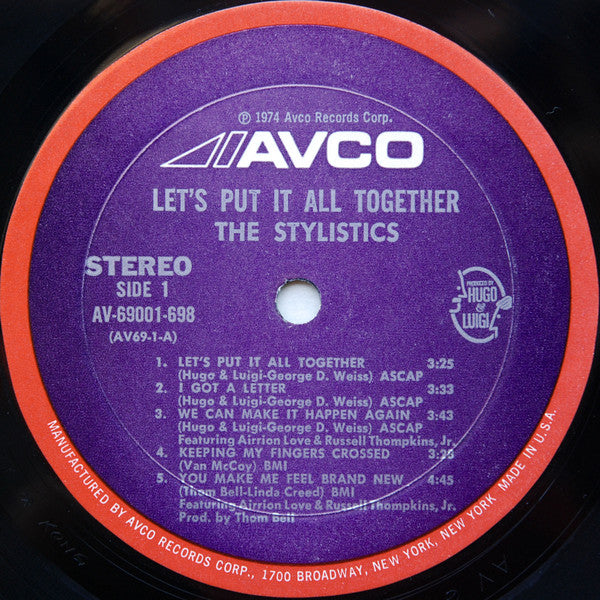 ℗ 1974 Avco Records Corp.
AVCO
LET'S PUT IT ALL TOGETHER
THE STYLISTICS
STEREO
SIDE 1
AV-69001-698
(AV69-1-A)
PRODUCED BY
HUGO
&
LUIGI
1. LET'S PUT IT ALL TOGETHER 3:25
(Hugo & Luigi-George D. Weiss) ASCAP
2. I GOT A LETTER 3:33
(Hugo & Luigi-George D. Weiss) ASCAP
3. WE CAN MAKE IT HAPPEN AGAIN 3:43
(Hugo & Luigi-George D. Weiss) ASCAP
Featuring Airrion Love & Russell Thompkins, Jr.
4. KEEPING MY FINGERS CROSSED 3:28
(Van McCoy) BMI
5. YOU MAKE ME FEEL BRAND NEW 4:45
(Thom Bell-Linda Creed) BMI
Featuring Airrion Love & Russell Thompkins, Jr.
Prod. by Thom Bell
MANUFACTURED BY AVCO RECORDS CORP., 1700 BROADWAY, NEW YORK, NEW YORK MADE IN U.S.A.